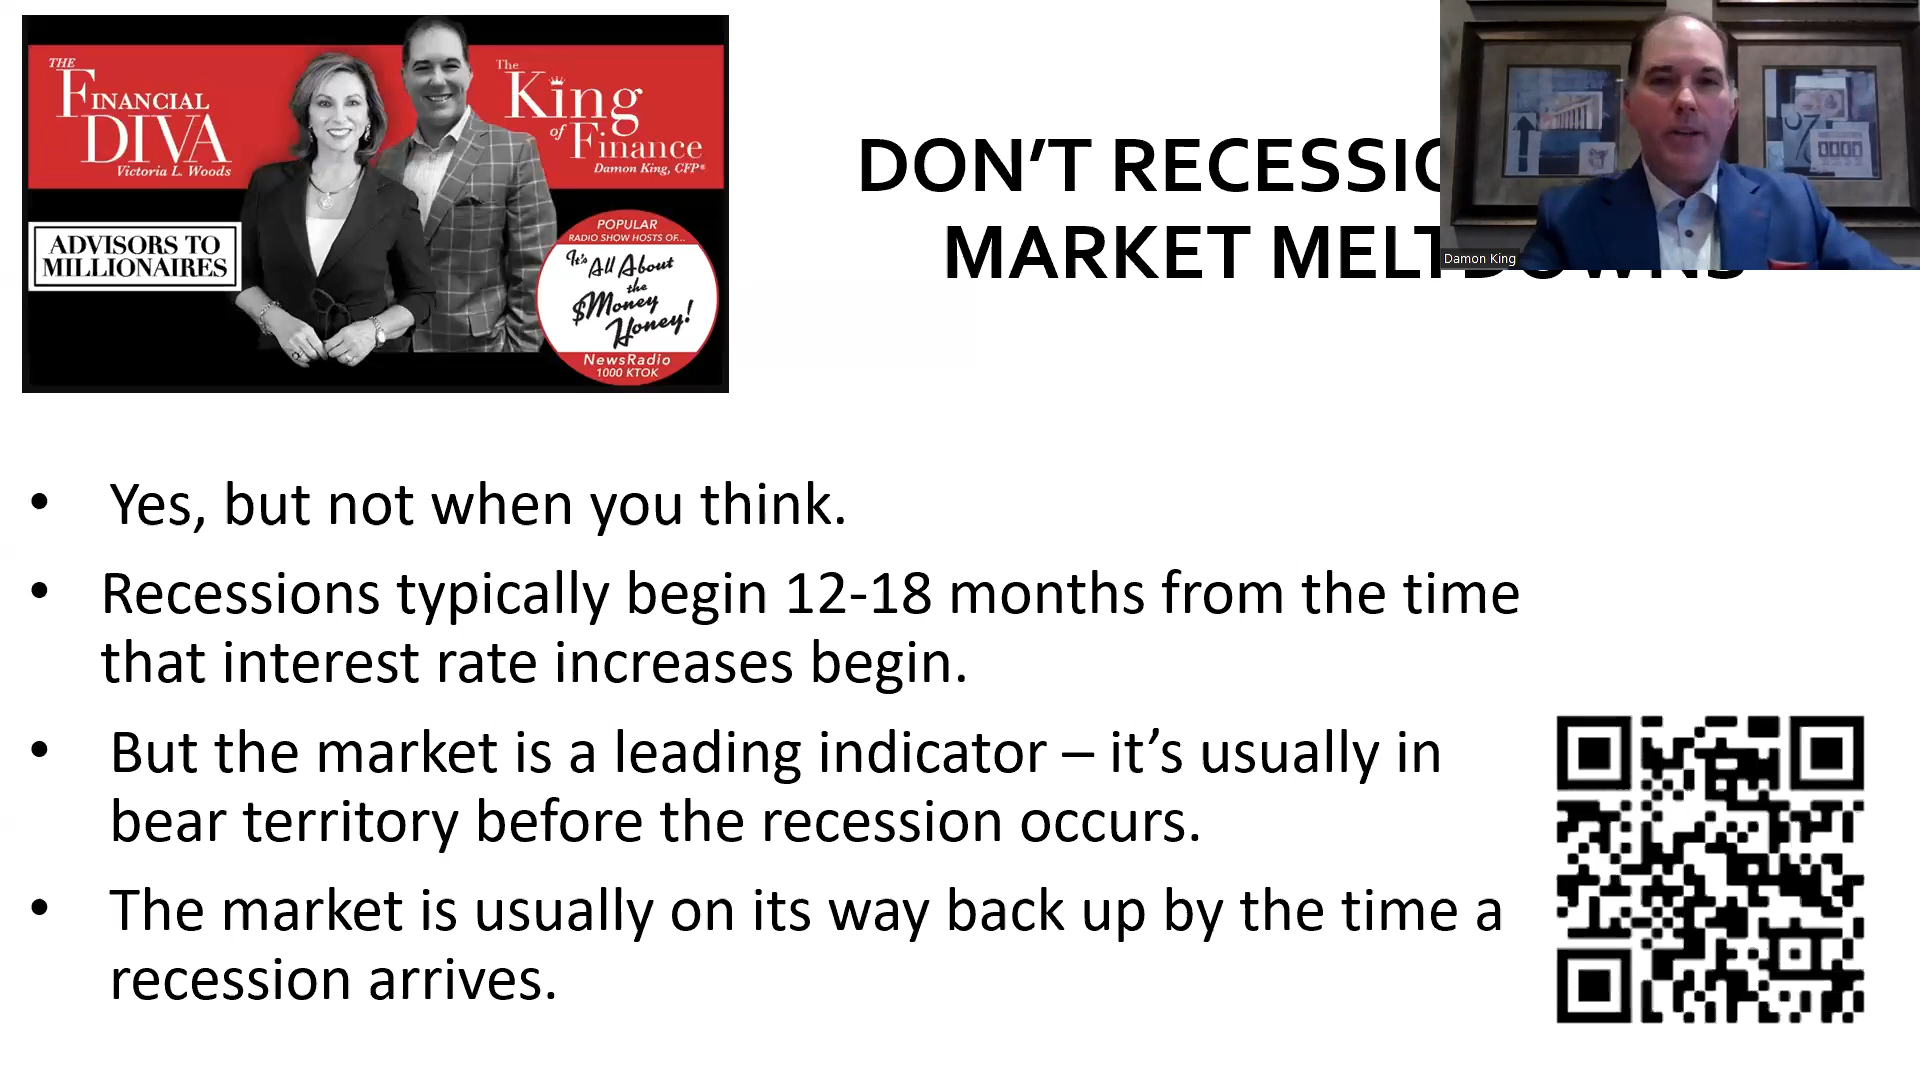 THE
FINANCIAL
DIVA
Victoria L. Woods
The
King
of
Finance
Damon King, CFP®
ADVISORS TO
MILLIONAIRES
POPULAR
RADIO SHOW HOSTS OF...
It's All About
the
$Money
Honey!
NewsRadio
1000 KTOK
DON'T RECESSIO
MARKET MELTDOWNS
Damon King
• Yes, but not when you think.
• Recessions typically begin 12-18 months from the time
that interest rate increases begin.
• But the market is a leading indicator – it's usually in
bear territory before the recession occurs.
• The market is usually on its way back up by the time a
recession arrives.